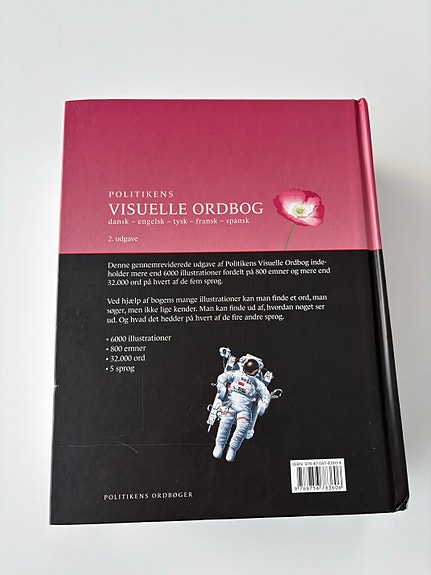 POLITIKENS
VISUELLE ORDBOG
dansk – engelsk – tysk – fransk – spansk
2. udgave
Denne gennemreviderede udgave af Politikens Visuelle Ordbog inde-
holder mere end 6000 illustrationer fordelt på 800 emner og mere end
32.000 ord på hvert af de fem sprog.
Ved hjælp af bogens mange illustrationer kan man finde et ord, man
søger, men ikke lige kender. Man kan finde ud af, hvordan noget ser
ud. Og hvad det hedder på hvert af de fire andre sprog.
• 6000 illustrationer
• 800 emner
• 32.000 ord
• 5 sprog
POLITIKENS ORDBØGER